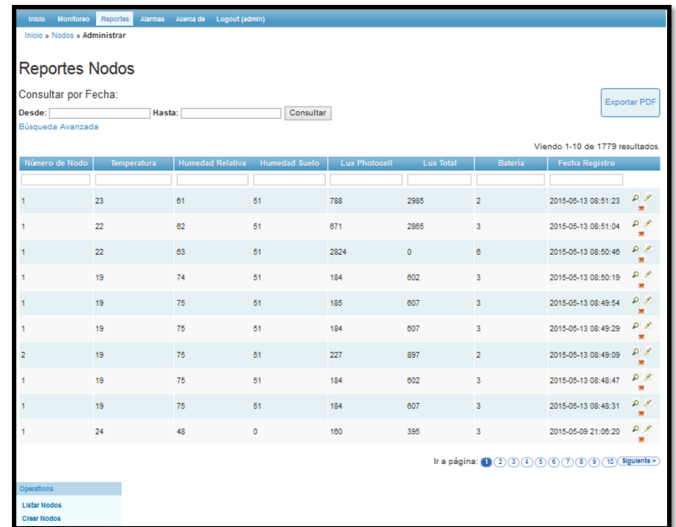 Inicio Monitoreo Reportes Alarmas Acerca de Logout (admin)
Inicio » Nodos » Administrar
Reportes Nodos
Consultar por Fecha:
Exportar PDF
Desde: Hasta: Consultar
Búsqueda Avanzada
Viendo 1-10 de 1779 resultados.
Número de Nodo Temperatura Humedad Relativa Humedad Suelo Lux Photocell Lux Total Batería Fecha Registro
1 23 61 51 788 2985 2 2015-05-13 08:51:23
1 22 62 51 671 2865 3 2015-05-13 08:51:04
1 22 63 51 2824 0 6 2015-05-13 08:50:46
1 19 74 51 184 602 3 2015-05-13 08:50:19
1 19 75 51 185 607 3 2015-05-13 08:49:54
1 19 75 51 184 607 3 2015-05-13 08:49:29
2 19 75 51 227 897 2 2015-05-13 08:49:09
1 19 75 51 184 602 3 2015-05-13 08:48:47
1 19 75 51 184 607 3 2015-05-13 08:48:31
1 24 48 0 160 395 3 2015-05-09 21:06:20
Ir a página: 1 2 3 4 5 6 7 8 9 10 Siguiente >
Operations
Listar Nodos
Crear Nodos